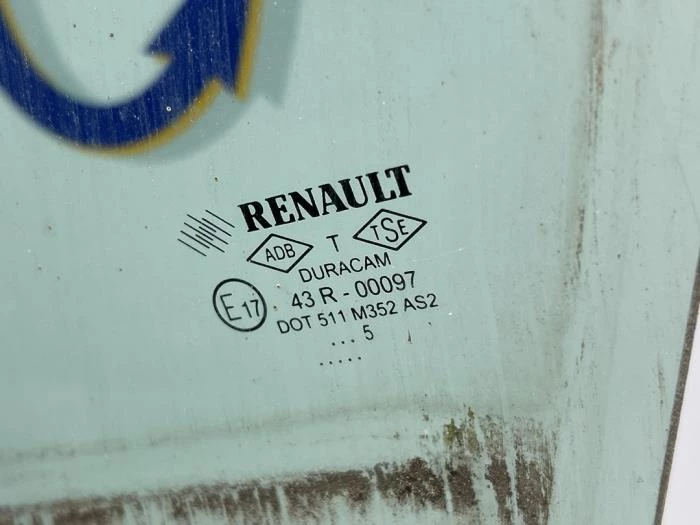 RENAULT
ADB T TSE
DURACAM
E17 43 R - 00097
DOT 511 M352 AS2
... 5
.....